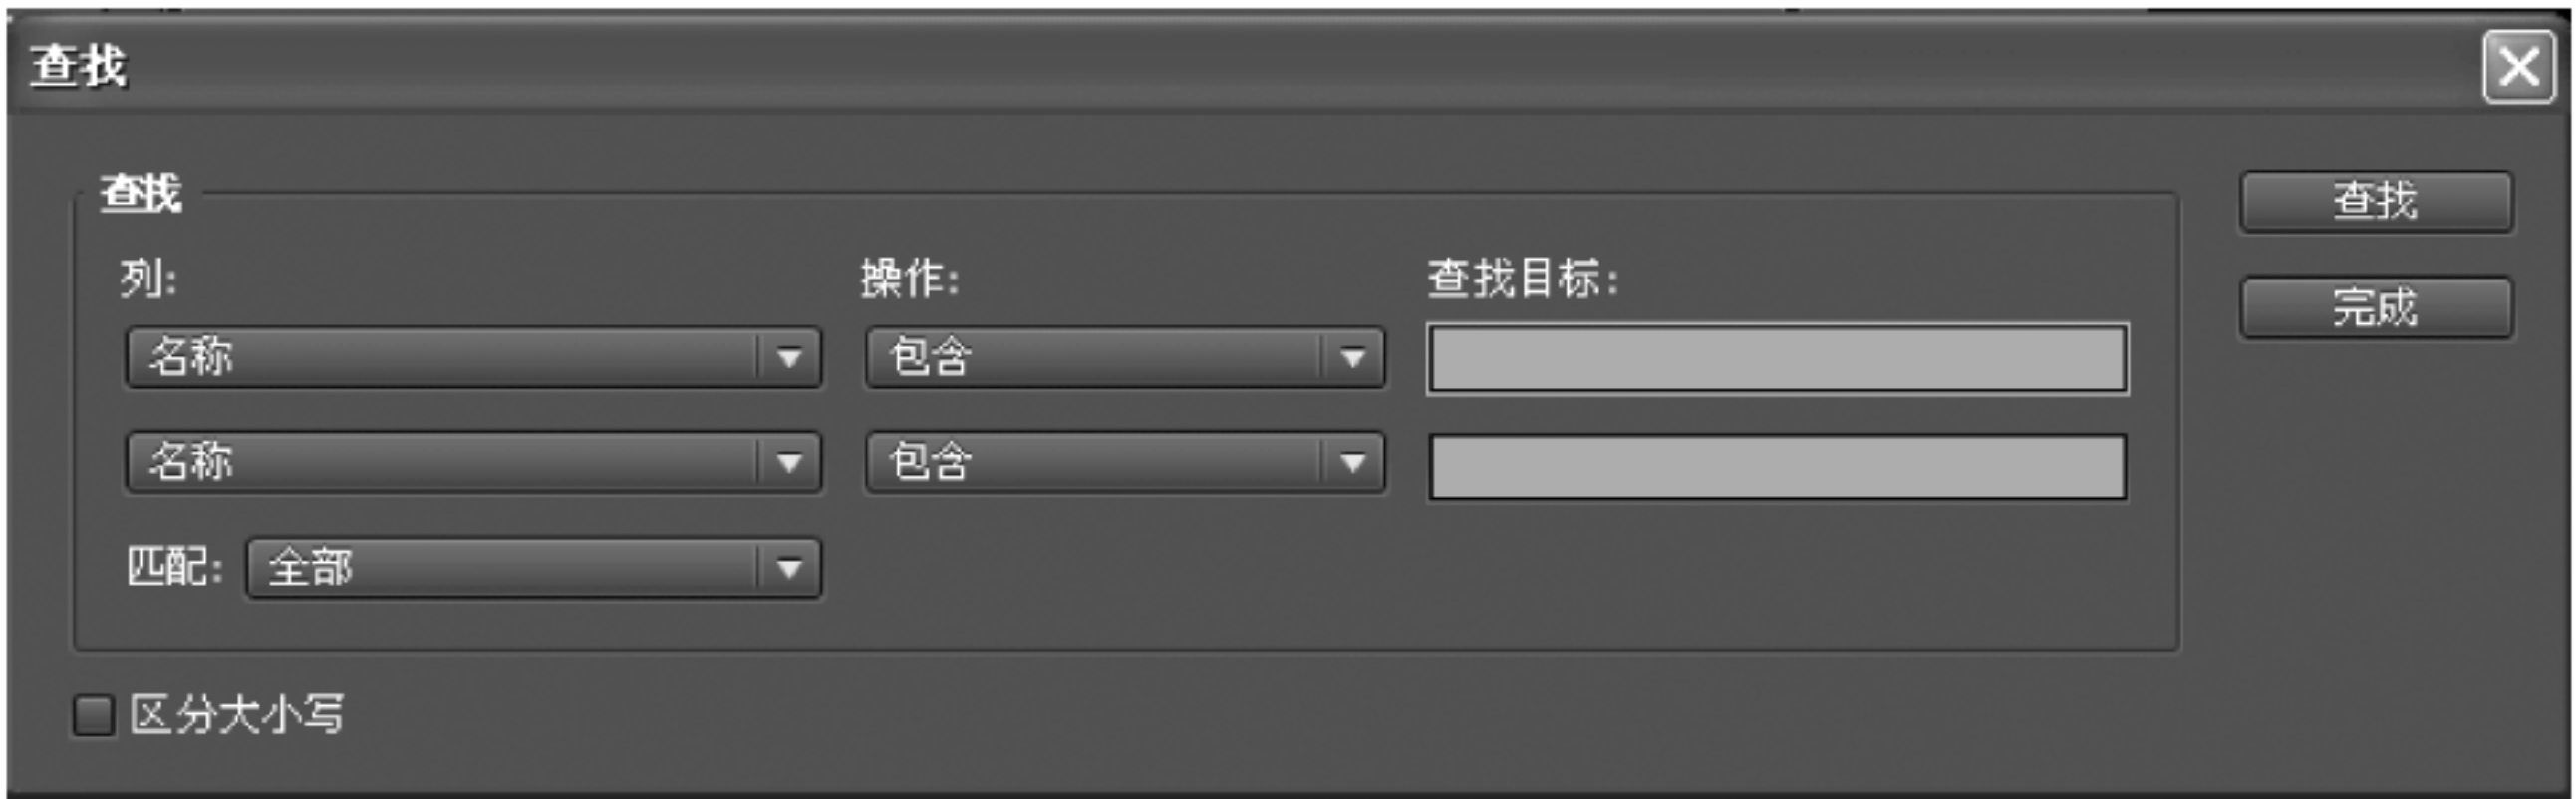 查找
查找
列: 操作: 查找目标:
名称 包含
名称 包含
匹配: 全部
区分大小写
查找
完成